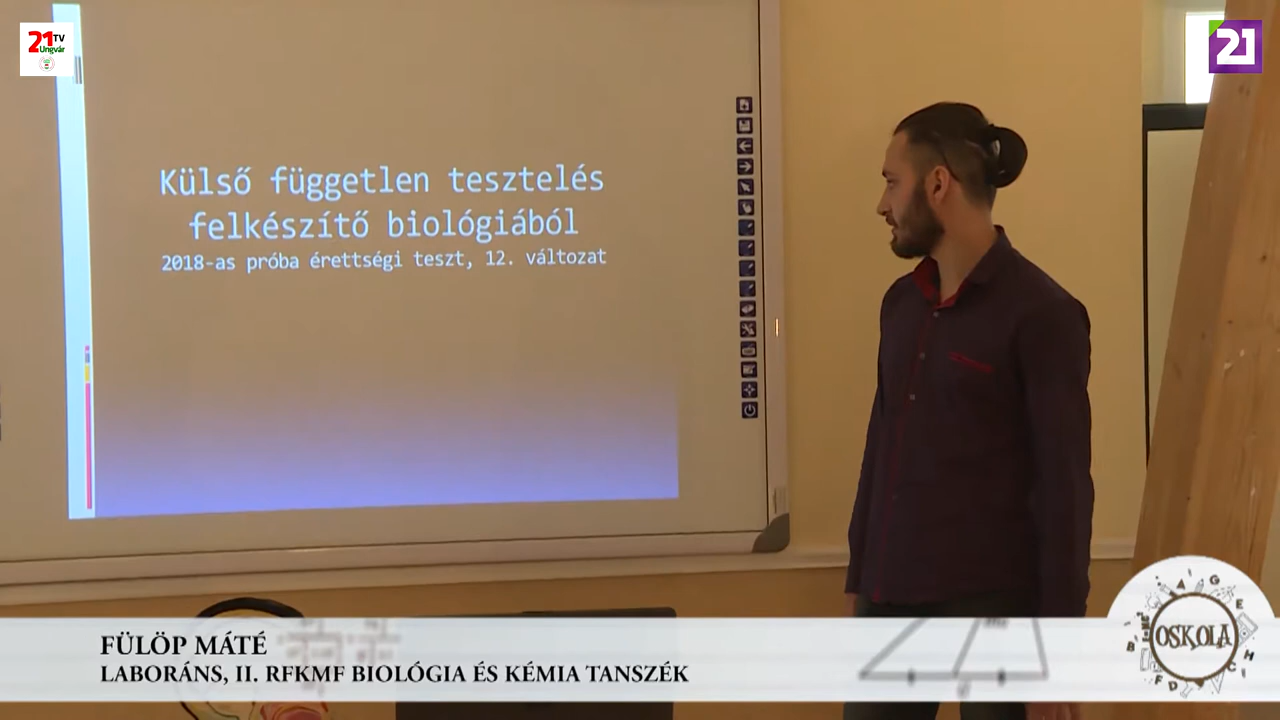 21 TV
Ungvár
21
Külső független tesztelés
felkészítő biológiából
2018-as próba érettségi teszt, 12. változat
FÜLÖP MÁTÉ
LABORÁNS, II. RFKMF BIOLÓGIA ÉS KÉMIA TANSZÉK
OSKOLA